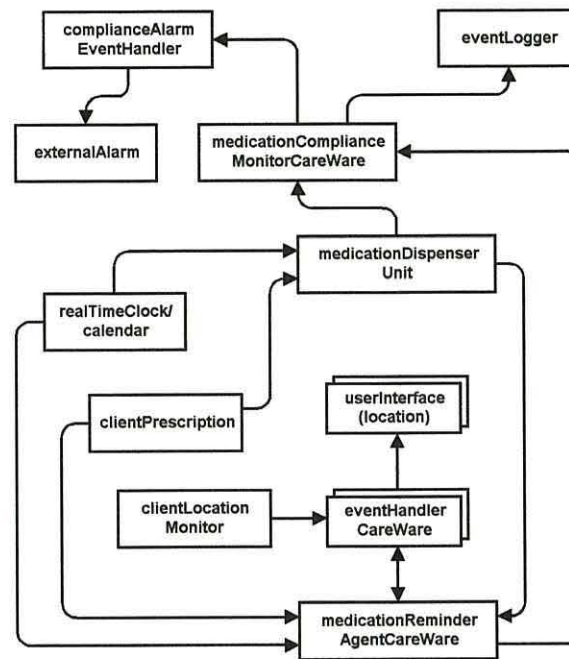 complianceAlarm
EventHandler
eventLogger
externalAlarm
medicationCompliance
MonitorCareWare
medicationDispenser
Unit
realTimeClock/
calendar
userInterface
(location)
clientPrescription
clientLocation
Monitor
eventHandler
CareWare
medicationReminder
AgentCareWare